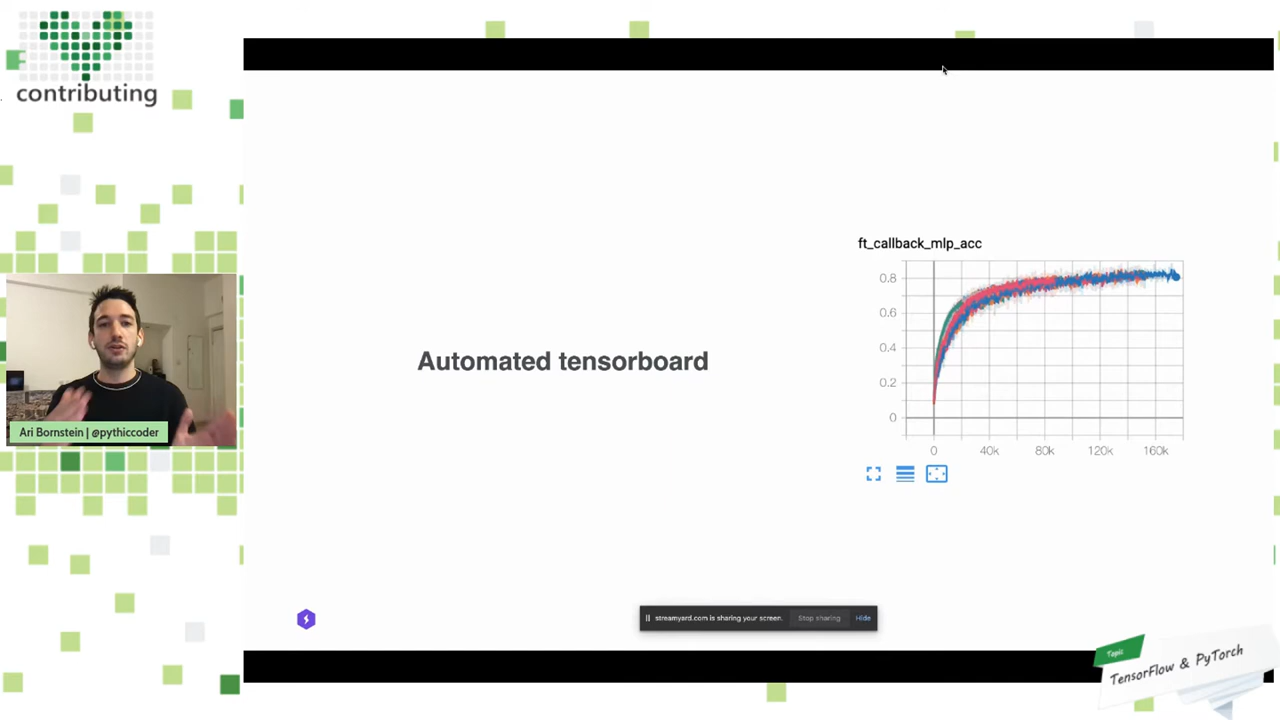 contributing
Ari Bornstein | @pythiccoder
Automated tensorboard
ft_callback_mlp_acc
0.8
0.6
0.4
0.2
0
0 40k 80k 120k 160k
streamyard.com is sharing your screen. Stop sharing Hide
Topic
TensorFlow & PyTorch